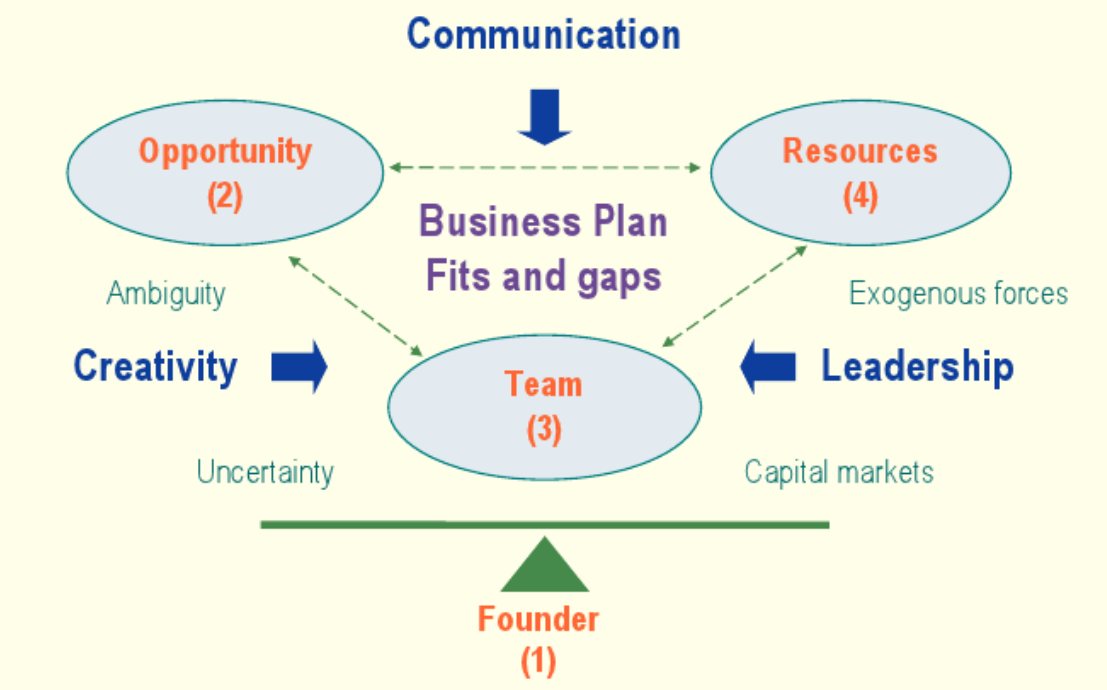 Communication
Opportunity
(2)
Resources
(4)
Business Plan
Fits and gaps
Ambiguity
Exogenous forces
Creativity
Leadership
Team
(3)
Uncertainty
Capital markets
Founder
(1)